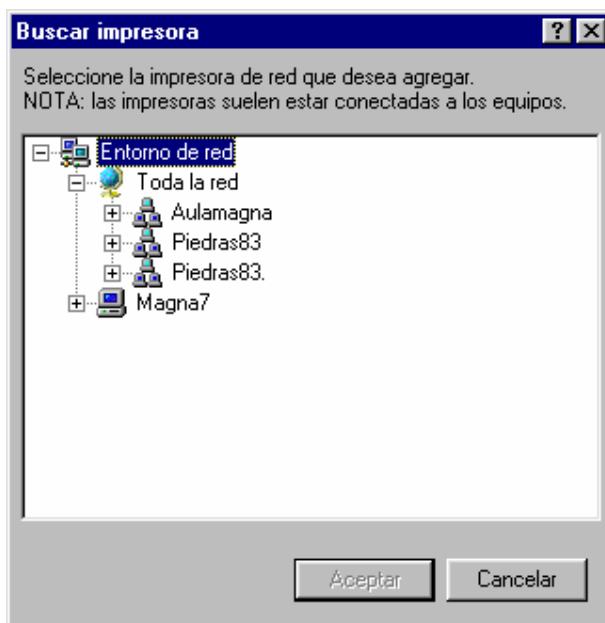 Buscar impresora
Seleccione la impresora de red que desea agregar.
NOTA: las impresoras suelen estar conectadas a los equipos.
Entorno de red
Toda la red
Aulamagna
Piedras83
Piedras83.
Magna7
Aceptar Cancelar